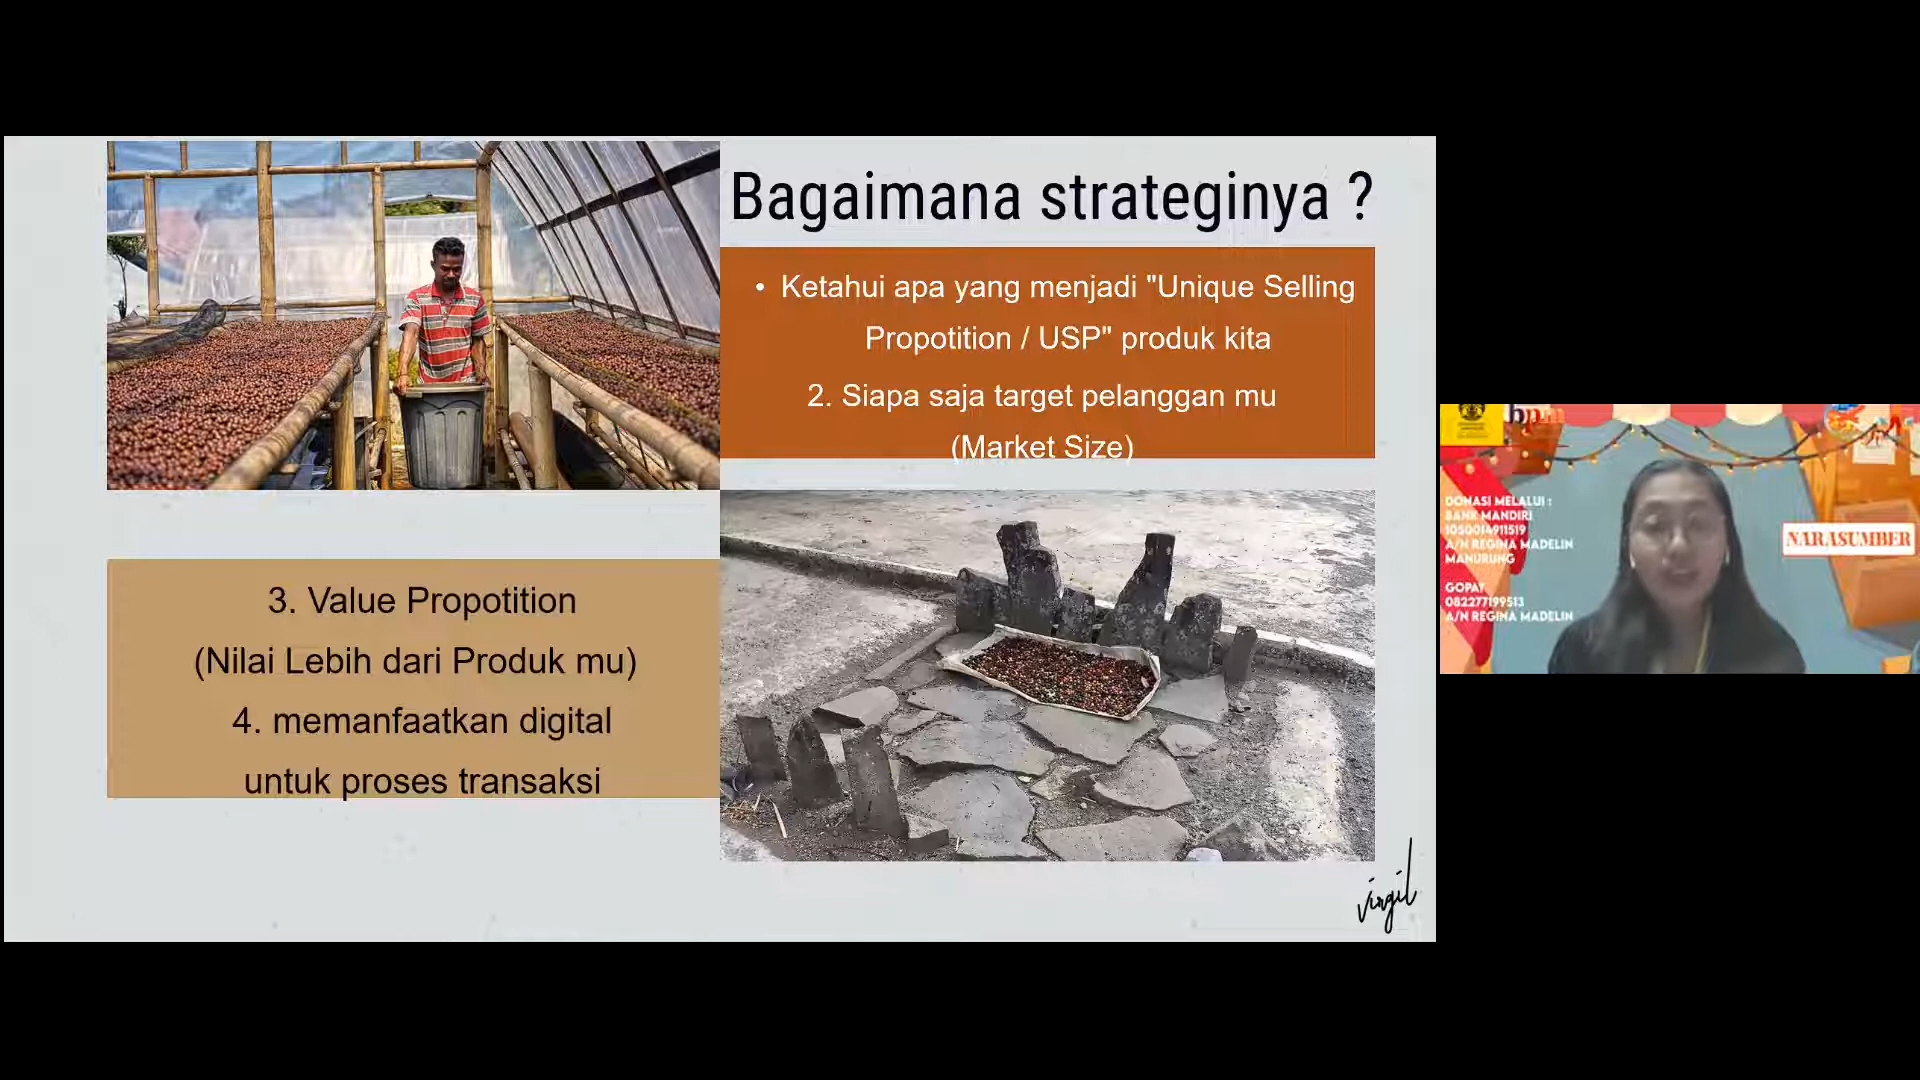 Bagaimana strateginya ?
• Ketahui apa yang menjadi "Unique Selling
Propotition / USP" produk kita
2. Siapa saja target pelanggan mu
(Market Size)
3. Value Propotition
(Nilai Lebih dari Produk mu)
4. memanfaatkan digital
untuk proses transaksi
virgil
DONASI MELALUI :
BANK MANDIRI
1050014911519
A/N REGINA MADELIN
MANURUNG
GOPAY
082277199513
A/N REGINA MADELIN
NARASUMBER